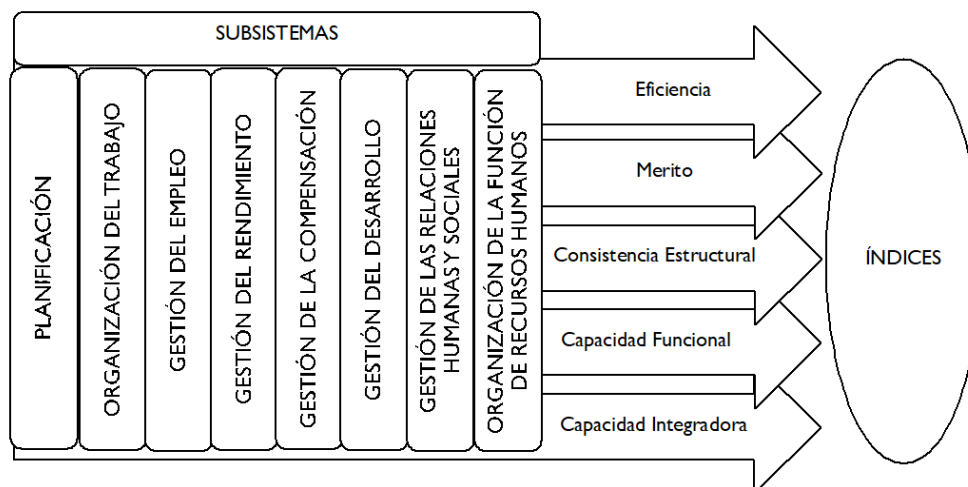 SUBSISTEMAS
PLANIFICACIÓN
ORGANIZACIÓN DEL TRABAJO
GESTIÓN DEL EMPLEO
GESTIÓN DEL RENDIMIENTO
GESTIÓN DE LA COMPENSACIÓN
GESTIÓN DEL DESARROLLO
GESTIÓN DE LAS RELACIONES
HUMANAS Y SOCIALES
ORGANIZACIÓN DE LA FUNCIÓN
DE RECURSOS HUMANOS
Eficiencia
Merito
Consistencia Estructural
Capacidad Funcional
Capacidad Integradora
ÍNDICES